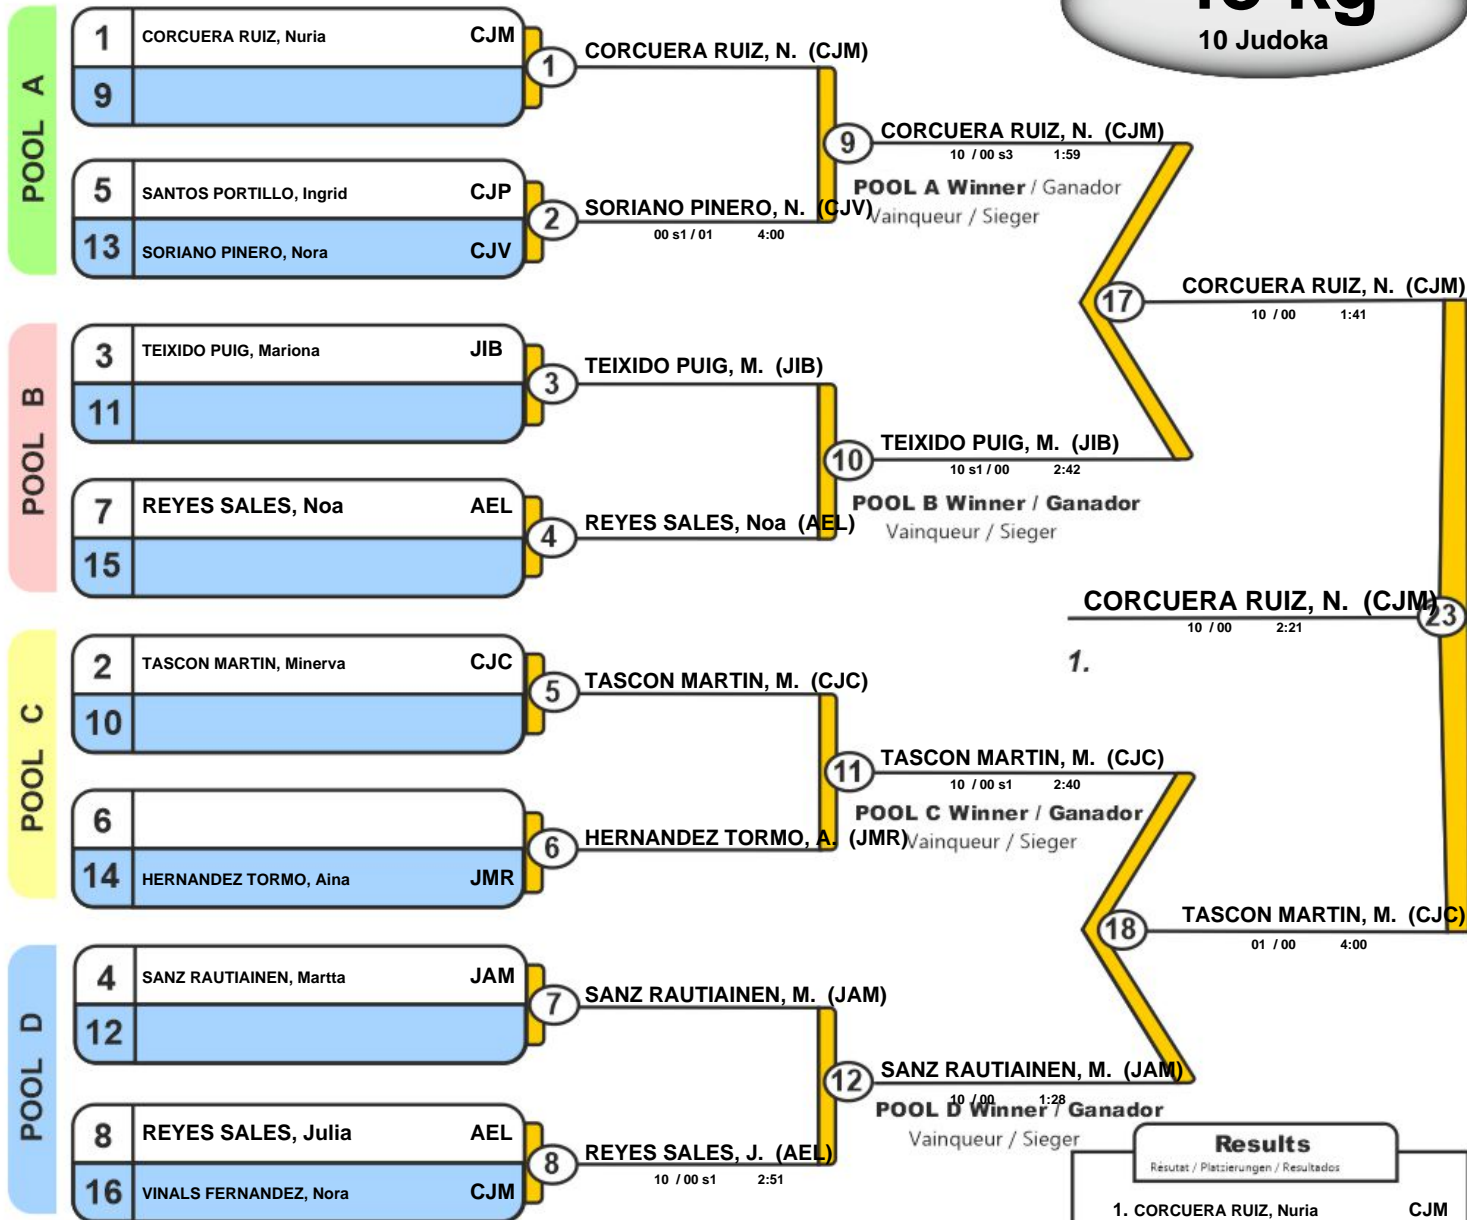 10 Judoka
POOL A
1 CORCUERA RUIZ, Nuria CJM
9
1
CORCUERA RUIZ, N. (CJM)
5 SANTOS PORTILLO, Ingrid CJP
13 SORIANO PINERO, Nora CJV
2
SORIANO PINERO, N. (CJV)
00 s1 / 01 4:00
9
CORCUERA RUIZ, N. (CJM)
10 / 00 s3 1:59
POOL A Winner / Ganador
Vainqueur / Sieger
POOL B
3 TEIXIDO PUIG, Mariona JIB
11
3
TEIXIDO PUIG, M. (JIB)
7 REYES SALES, Noa AEL
15
4
REYES SALES, Noa (AEL)
10
TEIXIDO PUIG, M. (JIB)
10 s1 / 00 2:42
POOL B Winner / Ganador
Vainqueur / Sieger
17
CORCUERA RUIZ, N. (CJM)
10 / 00 1:41
CORCUERA RUIZ, N. (CJM)
23
10 / 00 2:21
1.
POOL C
2 TASCON MARTIN, Minerva CJC
10
5
TASCON MARTIN, M. (CJC)
6
14 HERNANDEZ TORMO, Aina JMR
6
HERNANDEZ TORMO, A. (JMR)
11
TASCON MARTIN, M. (CJC)
10 / 00 s1 2:40
POOL C Winner / Ganador
Vainqueur / Sieger
18
TASCON MARTIN, M. (CJC)
01 / 00 4:00
POOL D
4 SANZ RAUTIAINEN, Martta JAM
12
7
SANZ RAUTIAINEN, M. (JAM)
8 REYES SALES, Julia AEL
16 VINALS FERNANDEZ, Nora CJM
8
REYES SALES, J. (AEL)
10 / 00 s1 2:51
12
SANZ RAUTIAINEN, M. (JAM)
10 / 00 1:28
POOL D Winner / Ganador
Vainqueur / Sieger
Results
Résutat / Platzierungen / Resultados
1. CORCUERA RUIZ, Nuria CJM